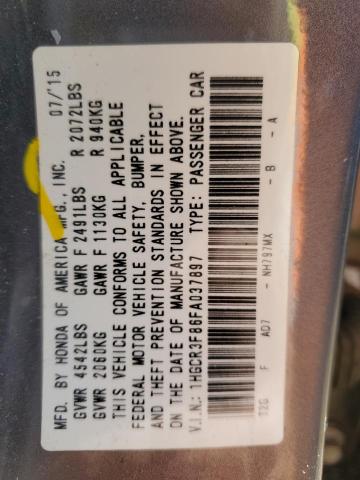 MFD. BY HONDA OF AMERICA MFG., INC. 07/'15
GVWR 4542LBS GAWR F 2491LBS R 2072LBS
GVWR 2060KG GAWR F 1130KG R 940KG
THIS VEHICLE CONFORMS TO ALL APPLICABLE
FEDERAL MOTOR VEHICLE SAFETY, BUMPER,
AND THEFT PREVENTION STANDARDS IN EFFECT
ON THE DATE OF MANUFACTURE SHOWN ABOVE.
V.I.N.: 1HGCR3F86FA037897 TYPE: PASSENGER CAR
T2G F AD7 - NH797MX - B - A